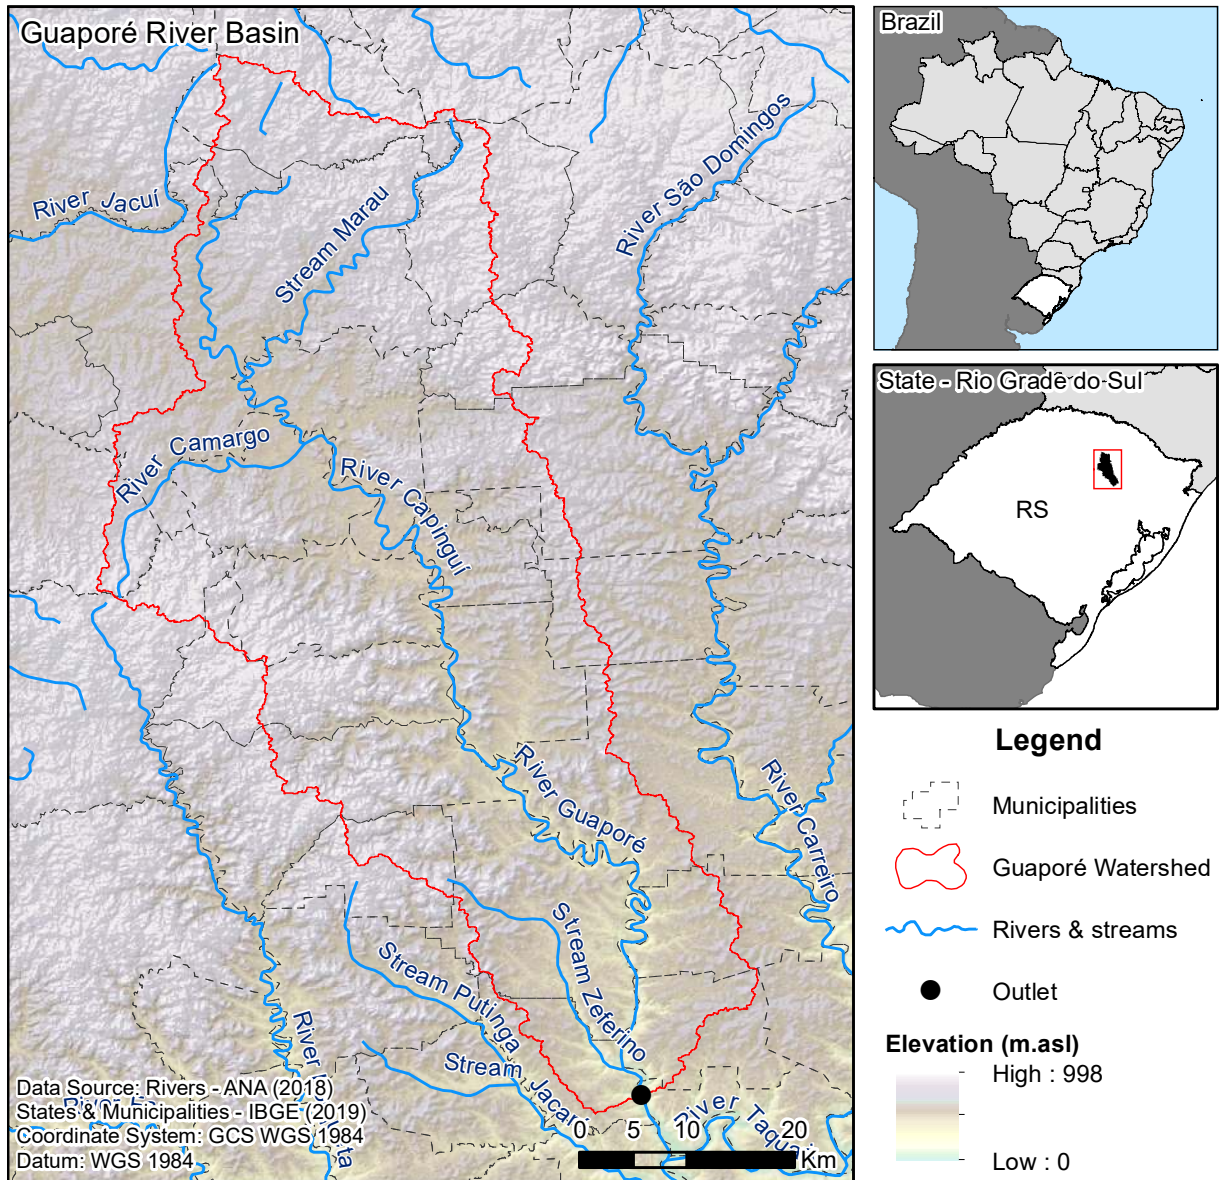 Guaporé River Basin
River Jacuí
Stream Marau
River São Domingos
River Camargo
River Capinguí
River Guaporé
River Carreiro
Stream Zeferino
Stream Putinga
Stream Jacaré
River
River
River Taquari
Data Source: Rivers - ANA (2018)
States & Municipalities - IBGE (2019)
Coordinate System: GCS WGS 1984
Datum: WGS 1984
0 5 10 20
Km
Brazil
State - Rio Grade do Sul
RS
Legend
Municipalities
Guaporé Watershed
Rivers & streams
Outlet
Elevation (m.asl)
High : 998
Low : 0